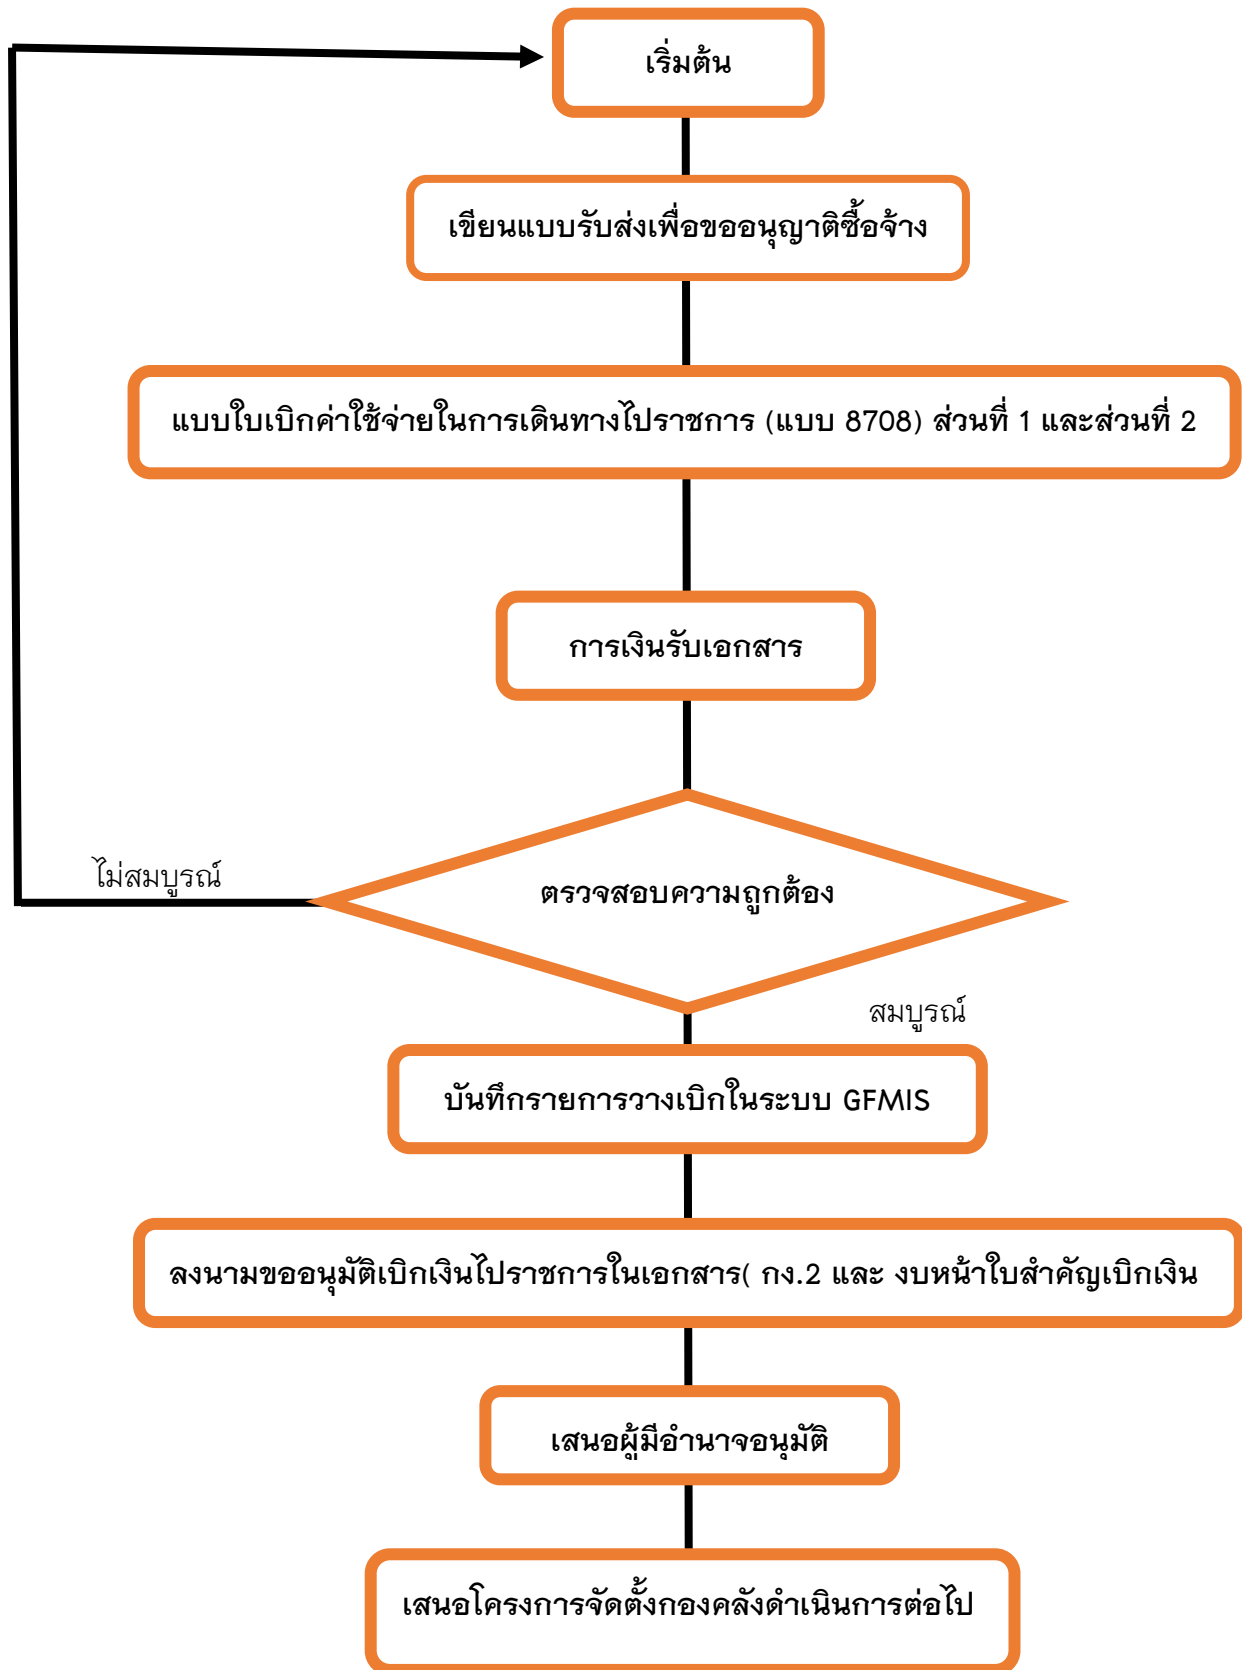 เริ่มต้น
เขียนแบบรับส่งเพื่อขออนุญาติซื้อจ้าง
แบบใบเบิกค่าใช้จ่ายในการเดินทางไปราชการ (แบบ 8708) ส่วนที่ 1 และส่วนที่ 2
การเงินรับเอกสาร
ไม่สมบูรณ์
ตรวจสอบความถูกต้อง
สมบูรณ์
บันทึกรายการวางเบิกในระบบ GFMIS
ลงนามขออนุมัติเบิกเงินไปราชการในเอกสาร( กง.2 และ งบหน้าใบสำคัญเบิกเงิน
เสนอผู้มีอำนาจอนุมัติ
เสนอโครงการจัดตั้งกองคลังดำเนินการต่อไป